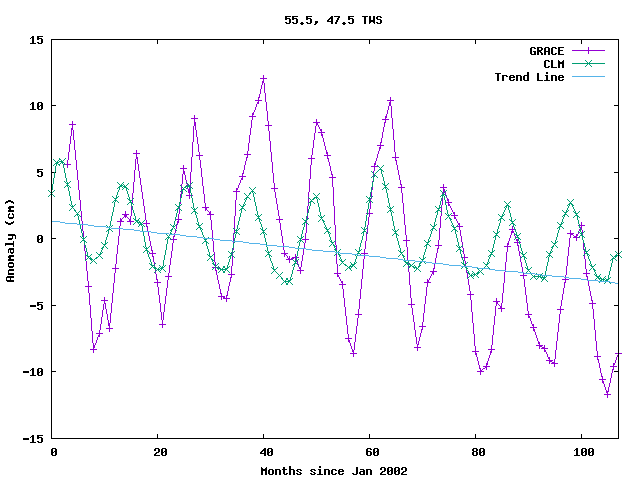 55.5, 47.5 TWS
GRACE
CLM
Trend Line
15
10
5
0
-5
-10
-15
Anomaly (cm)
0 20 40 60 80 100
Months since Jan 2002